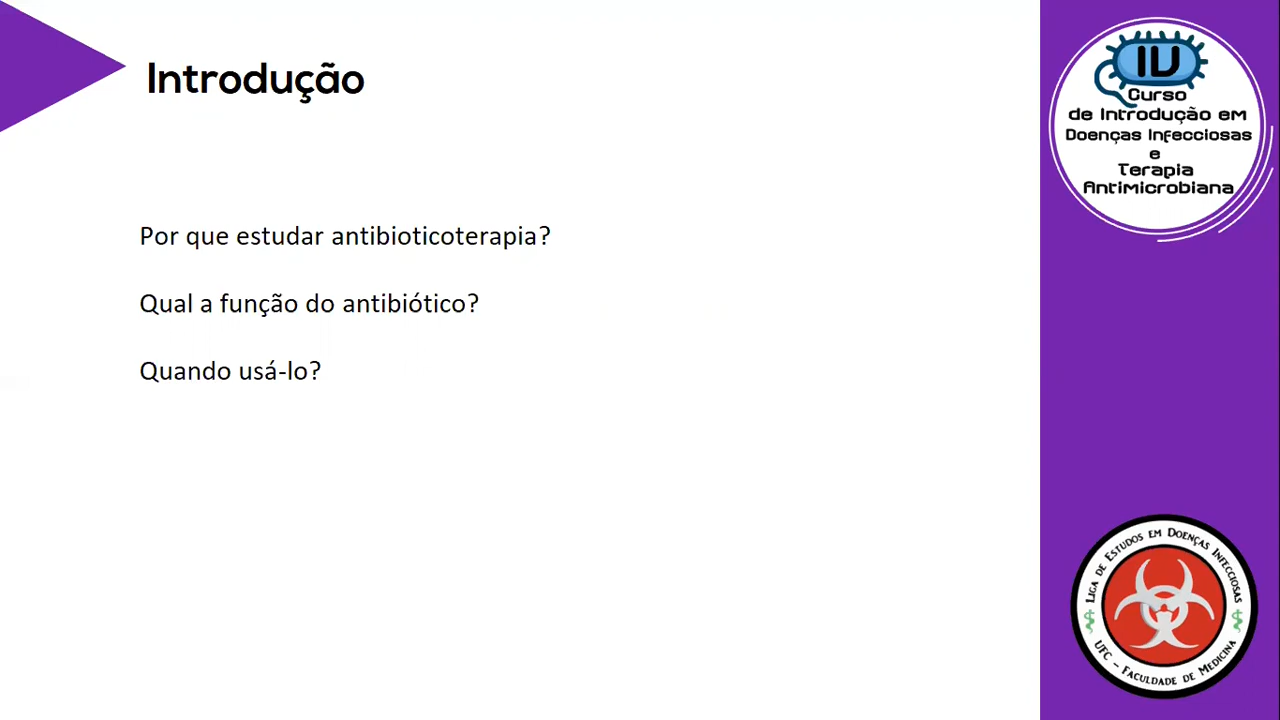 Introdução
Por que estudar antibioticoterapia?
Qual a função do antibiótico?
Quando usá-lo?
IV
Curso
de Introdução em
Doenças Infecciosas
e
Terapia
Antimicrobiana
Liga de Estudos em Doenças Infecciosas
UFC - Faculdade de Medicina